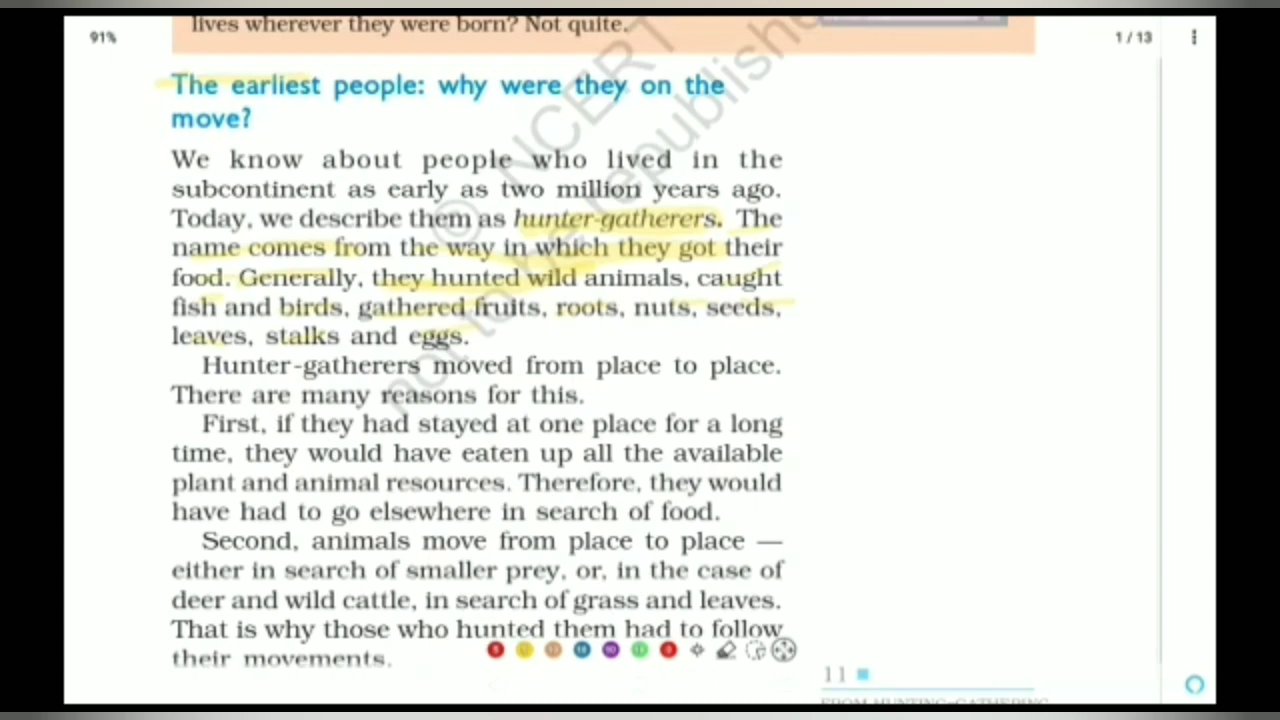 lives wherever they were born? Not quite.
91%
1 / 13
The earliest people: why were they on the
move?
We know about people who lived in the
subcontinent as early as two million years ago.
Today, we describe them as hunter-gatherers. The
name comes from the way in which they got their
food. Generally, they hunted wild animals, caught
fish and birds, gathered fruits, roots, nuts, seeds,
leaves, stalks and eggs.
Hunter-gatherers moved from place to place.
There are many reasons for this.
First, if they had stayed at one place for a long
time, they would have eaten up all the available
plant and animal resources. Therefore, they would
have had to go elsewhere in search of food.
Second, animals move from place to place —
either in search of smaller prey, or, in the case of
deer and wild cattle, in search of grass and leaves.
That is why those who hunted them had to follow
their movements.
11
FROM HUNTING–GATHERING
© NCERT
not to be republished